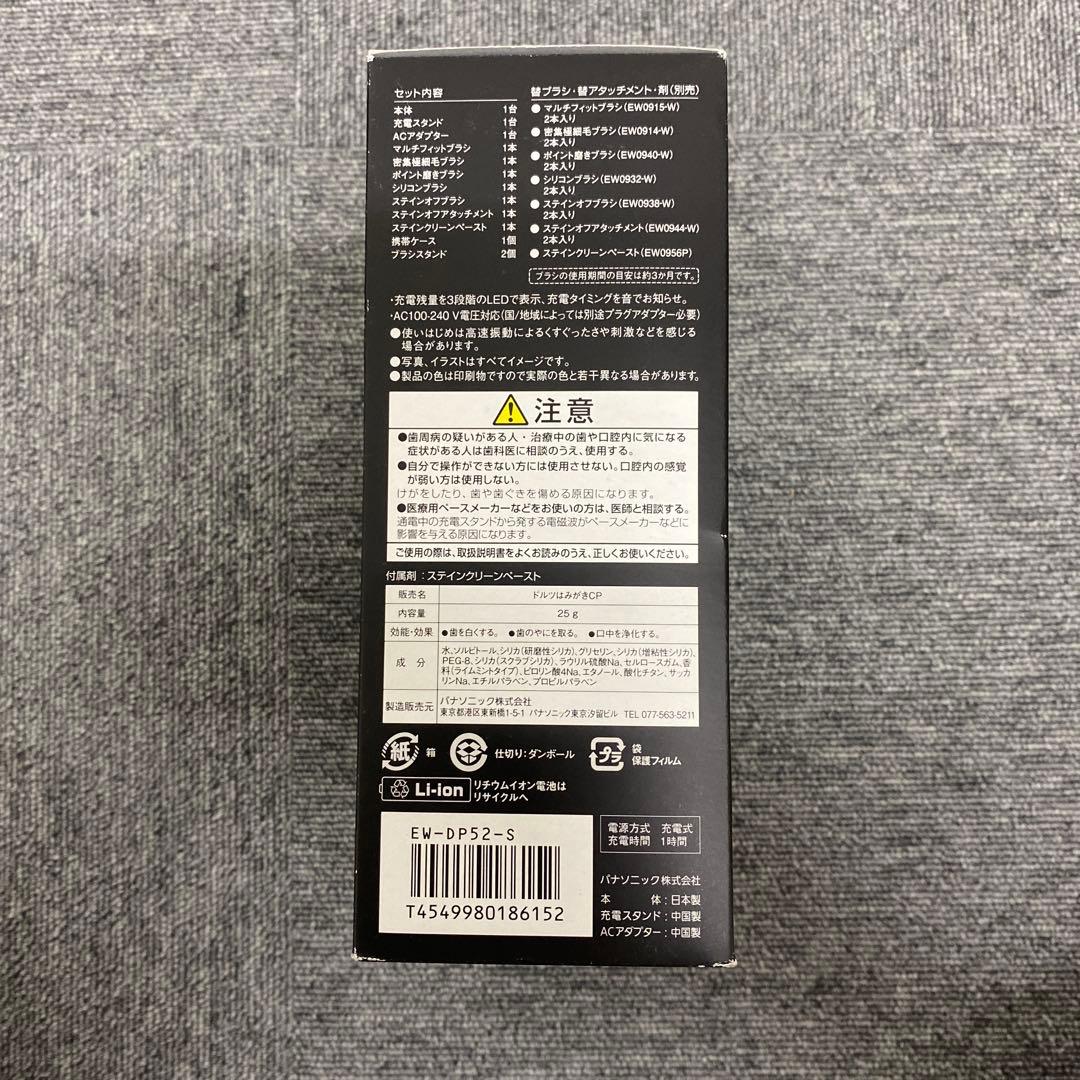 セット内容
本体 1台
充電スタンド 1台
ACアダプター 1台
マルチフィットブラシ 1本
密集極細毛ブラシ 1本
ポイント磨きブラシ 1本
シリコンブラシ 1本
ステインオフブラシ 1本
ステインオフアタッチメント 1本
ステインクリーンペースト 1本
携帯ケース 1個
ブラシスタンド 2個
替ブラシ・替アタッチメント・剤(別売)
●マルチフィットブラシ(EW0915-W)
2本入り
●密集極細毛ブラシ(EW0914-W)
2本入り
●ポイント磨きブラシ(EW0940-W)
2本入り
●シリコンブラシ(EW0932-W)
2本入り
●ステインオフブラシ(EW0938-W)
2本入り
●ステインオフアタッチメント(EW0944-W)
2本入り
●ステインクリーンペースト(EW0956P)
ブラシの使用期間の目安は約3か月です。
・充電残量を3段階のLEDで表示、充電タイミングを音でお知らせ。
・AC100-240 V電圧対応(国/地域によっては別途プラグアダプター必要)
●使いはじめは高速振動によるくすぐったさや刺激などを感じる
場合があります。
●写真、イラストはすべてイメージです。
●製品の色は印刷物ですので実際の色と若干異なる場合があります。
注意
●歯周病の疑いがある人・治療中の歯や口腔内に気になる
症状がある人は歯科医に相談のうえ、使用する。
●自分で操作ができない方には使用させない。口腔内の感覚
が弱い方は使用しない。
けがをしたり、歯や歯ぐきを傷める原因になります。
●医療用ペースメーカーなどをお使いの方は、医師と相談する。
通電中の充電スタンドから発する電磁波がペースメーカーなどに
影響を与える原因になります。
ご使用の際は、取扱説明書をよくお読みのうえ、正しくお使いください。
付属剤：ステインクリーンペースト
販売名 ドルツはみがきCP
内容量 25 g
効能・効果 ●歯を白くする。 ●歯のやにを取る。 ●口中を浄化する。
成分 水、ソルビトール、シリカ(研磨性シリカ)、グリセリン、シリカ(増粘性シリカ)、
PEG-8、シリカ(スクラブシリカ)、ラウリル硫酸Na、セルロースガム、香
料(ライムミントタイプ)、ピロリン酸4Na、エタノール、酸化チタン、サッカ
リンNa、エチルパラベン、プロピルパラベン
製造販売元 パナソニック株式会社
東京都港区東新橋1-5-1 パナソニック東京汐留ビル TEL 077-563-5211
紙 箱
仕切り：ダンボール
プラ 袋
保護フィルム
Li-ion リチウムイオン電池は
リサイクルへ
EW-DP52-S
T4549980186152
電源方式 充電式
充電時間 1時間
パナソニック株式会社
本体：日本製
充電スタンド：中国製
ACアダプター：中国製